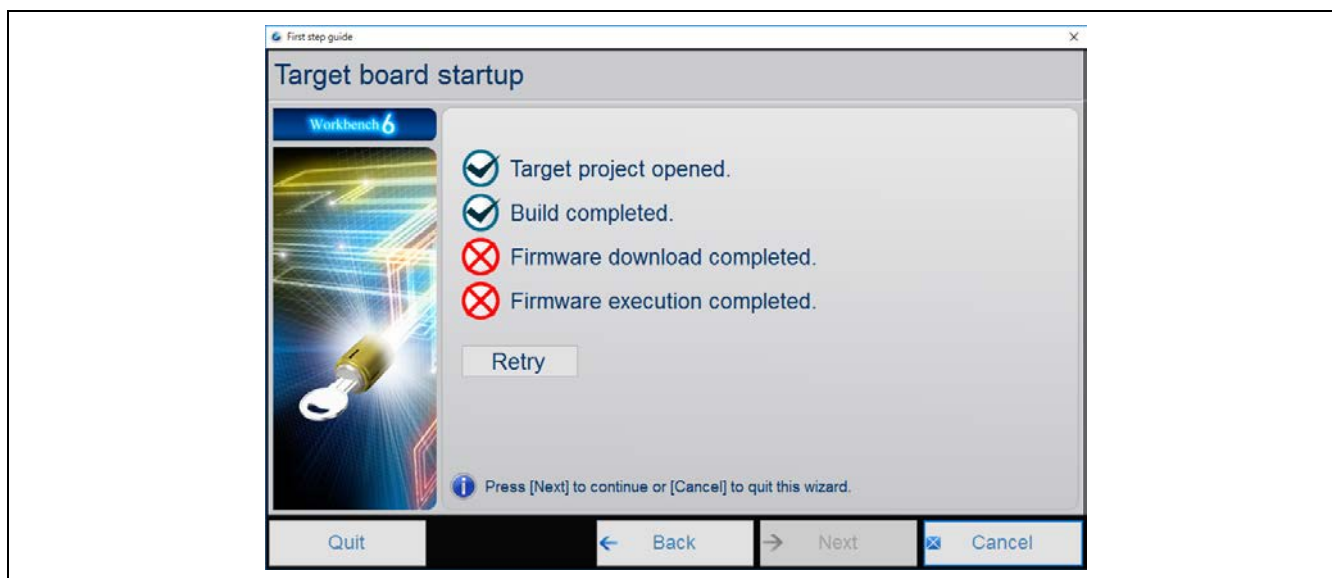 First step guide
Target board startup
Workbench 6
Target project opened.
Build completed.
Firmware download completed.
Firmware execution completed.
Retry
Press [Next] to continue or [Cancel] to quit this wizard.
Quit
Back
Next
Cancel